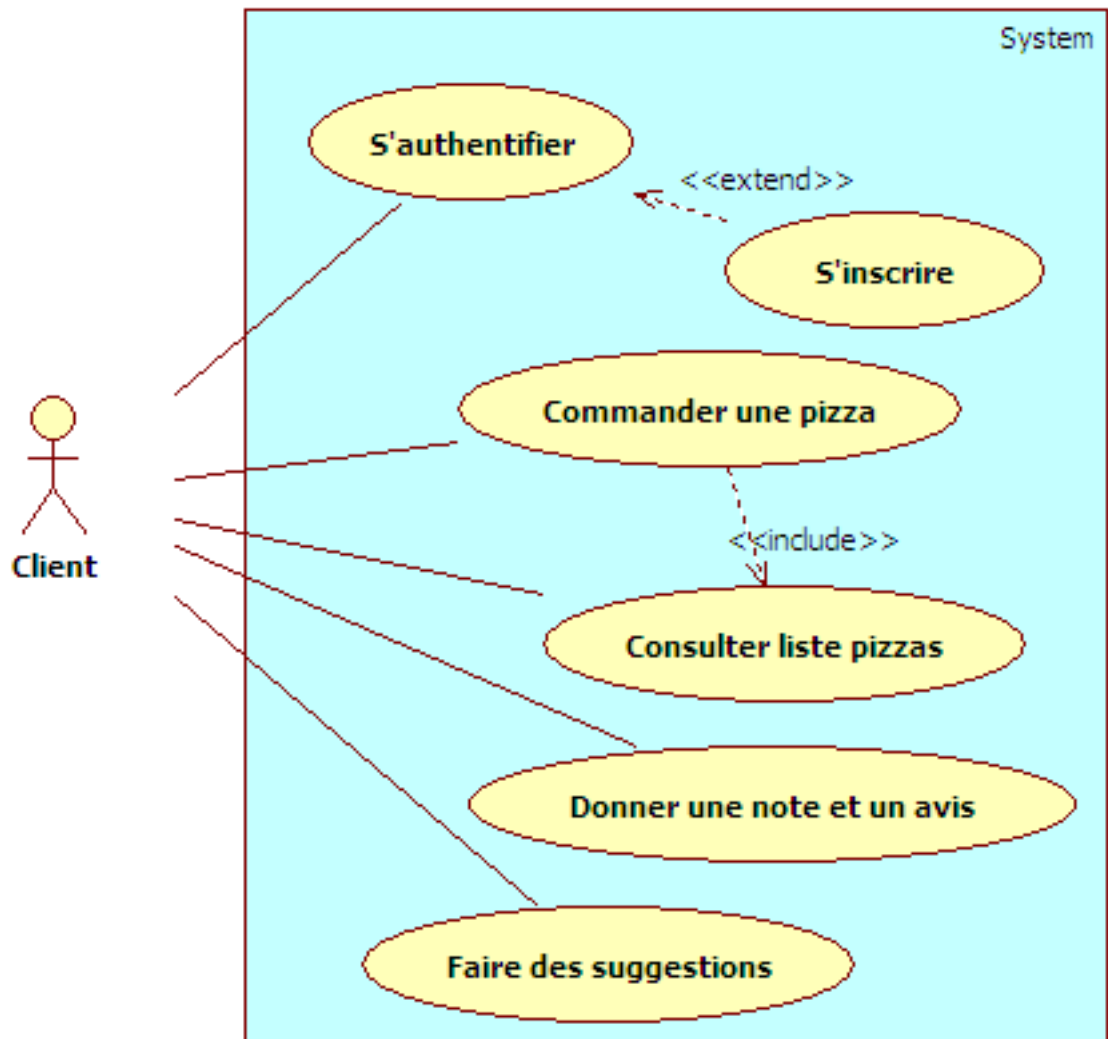 System
S'authentifier
<<extend>>
S'inscrire
Commander une pizza
<<include>>
Client
Consulter liste pizzas
Donner une note et un avis
Faire des suggestions